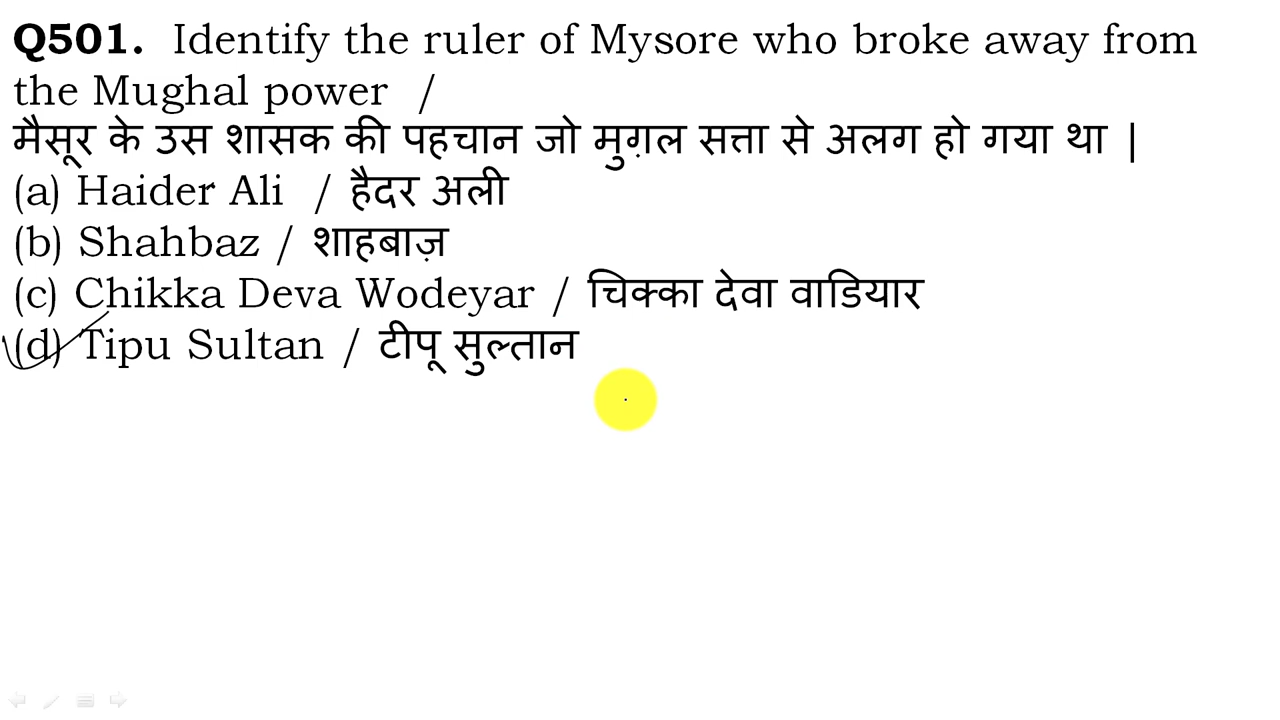 Q501. Identify the ruler of Mysore who broke away from
the Mughal power /
मैसूर के उस शासक की पहचान जो मुग़ल सत्ता से अलग हो गया था |
(a) Haider Ali / हैदर अली
(b) Shahbaz / शाहबाज़
(c) Chikka Deva Wodeyar / चिक्का देवा वाडियार
(d) Tipu Sultan / टीपू सुल्तान